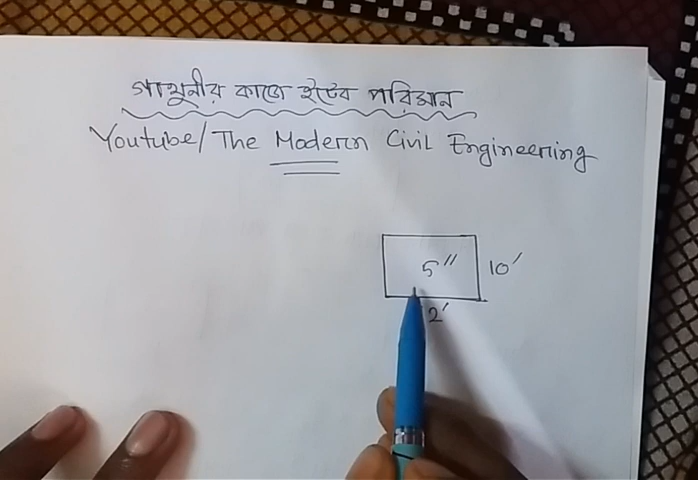 গাথুনীর কাজে ইটের পরিমান
Youtube/The Modern Civil Engineering
5" 10'
2'